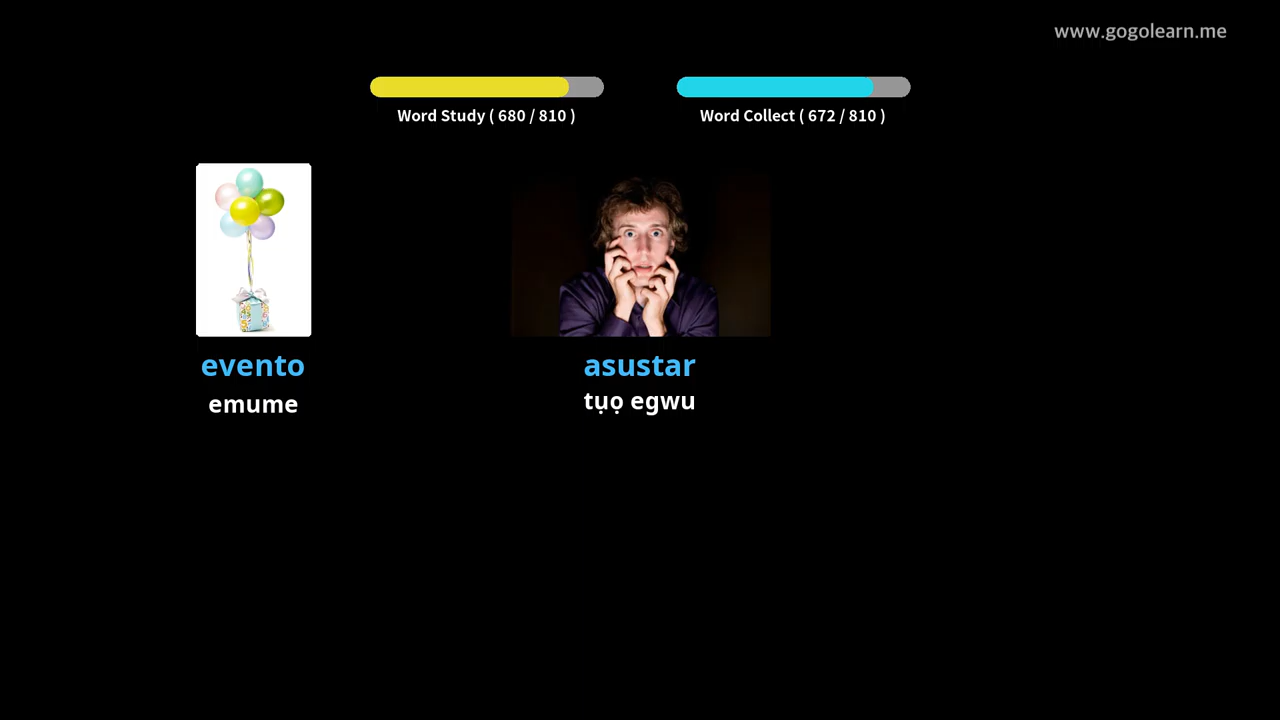 www.gogolearn.me
Word Study ( 680 / 810 )
Word Collect ( 672 / 810 )
evento
asustar
emume
tụọ egwu